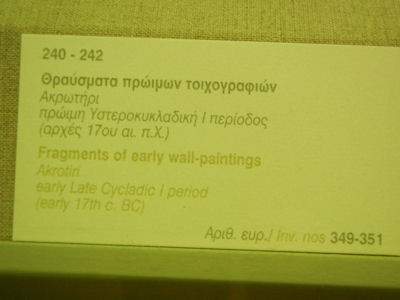 240 - 242
Θραύσματα πρώιμων τοιχογραφιών
Ακρωτήρι
πρώιμη Υστεροκυκλαδική Ι περίοδος
(αρχές 17ου αι. π.Χ.)
Fragments of early wall-paintings
Akrotiri
early Late Cycladic I period
(early 17th c. BC)
Αριθ. ευρ./ Inv. nos 349-351